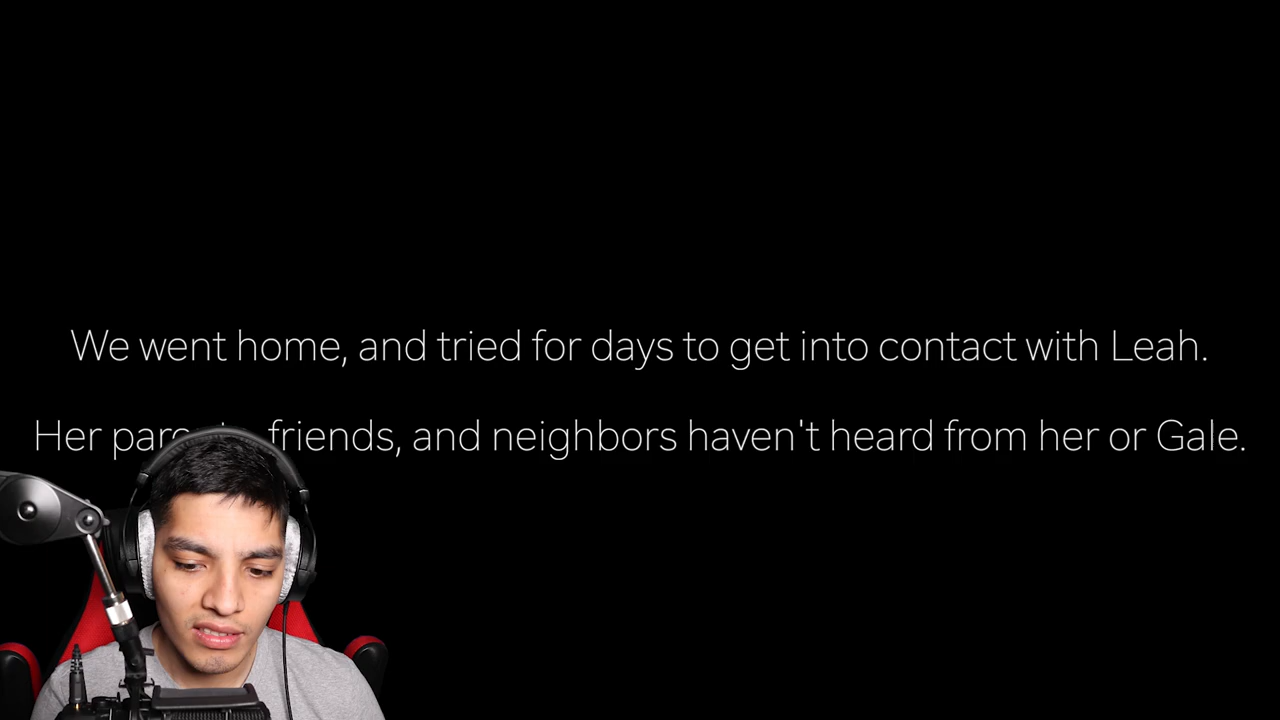 We went home, and tried for days to get into contact with Leah.
Her parents, friends, and neighbors haven't heard from her or Gale.